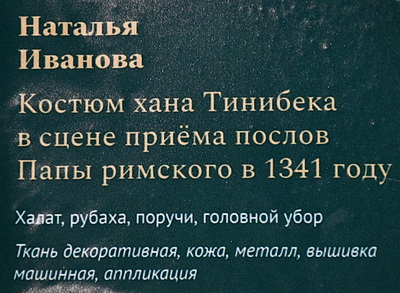 Наталья
Иванова
Костюм хана Тинибека
в сцене приёма послов
Папы римского в 1341 году
Халат, рубаха, поручи, головной убор
Ткань декоративная, кожа, металл, вышивка
машинная, аппликация